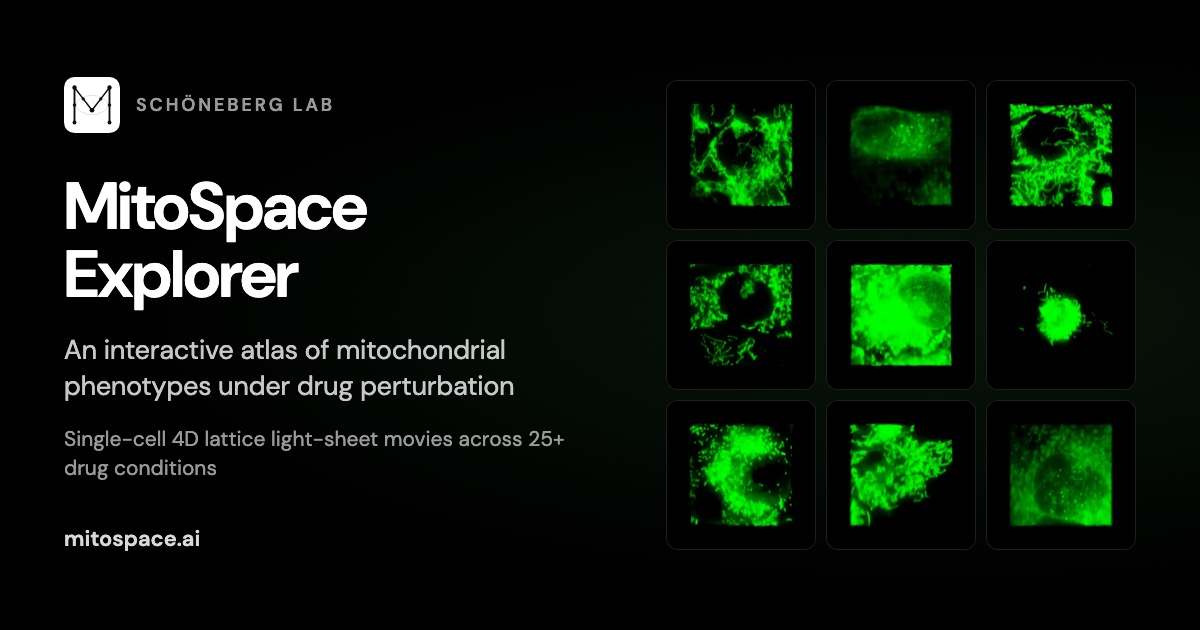 SCHÖNEBERG LAB
MitoSpace
Explorer
An interactive atlas of mitochondrial
phenotypes under drug perturbation
Single-cell 4D lattice light-sheet movies across 25+
drug conditions
mitospace.ai